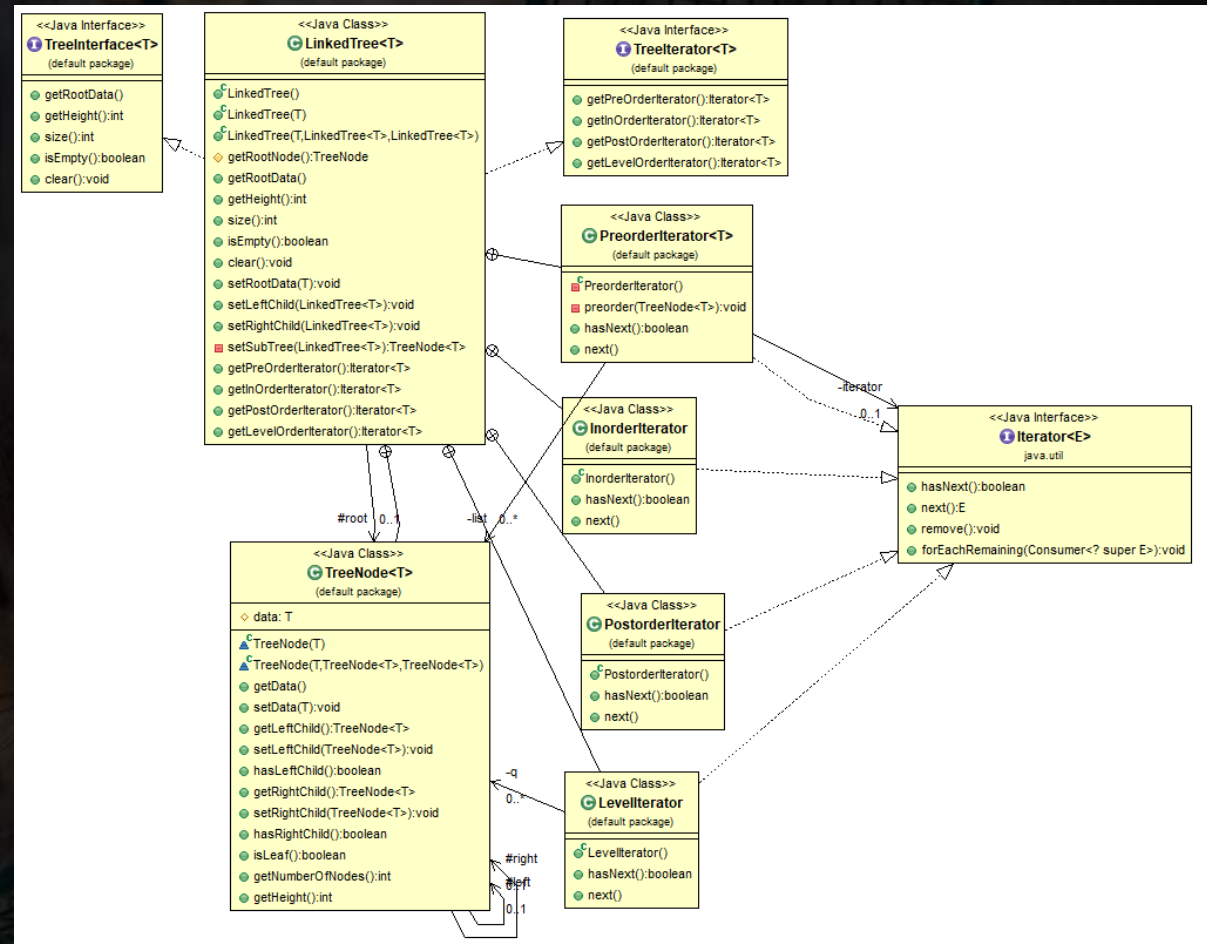 <<Java Interface>>
TreeInterface<T>
(default package)
getRootData()
getHeight():int
size():int
isEmpty():boolean
clear():void
<<Java Class>>
LinkedTree<T>
(default package)
LinkedTree()
LinkedTree(T)
LinkedTree(T,LinkedTree<T>,LinkedTree<T>)
getRootNode():TreeNode
getRootData()
getHeight():int
size():int
isEmpty():boolean
clear():void
setRootData(T):void
setLeftChild(LinkedTree<T>):void
setRightChild(LinkedTree<T>):void
setSubTree(LinkedTree<T>):TreeNode<T>
getPreOrderIterator():Iterator<T>
getInOrderIterator():Iterator<T>
getPostOrderIterator():Iterator<T>
getLevelOrderIterator():Iterator<T>
<<Java Interface>>
TreeIterator<T>
(default package)
getPreOrderIterator():Iterator<T>
getInOrderIterator():Iterator<T>
getPostOrderIterator():Iterator<T>
getLevelOrderIterator():Iterator<T>
<<Java Class>>
PreorderIterator<T>
(default package)
PreorderIterator()
preorder(TreeNode<T>):void
hasNext():boolean
next()
-iterator
0..1
<<Java Class>>
InorderIterator
(default package)
InorderIterator()
hasNext():boolean
next()
<<Java Interface>>
Iterator<E>
java.util
hasNext():boolean
next():E
remove():void
forEachRemaining(Consumer<? super E>):void
#root 0..1
-list 0..*
<<Java Class>>
TreeNode<T>
(default package)
data: T
TreeNode(T)
TreeNode(T,TreeNode<T>,TreeNode<T>)
getData()
setData(T):void
getLeftChild():TreeNode<T>
setLeftChild(TreeNode<T>):void
hasLeftChild():boolean
getRightChild():TreeNode<T>
setRightChild(TreeNode<T>):void
hasRightChild():boolean
isLeaf():boolean
getNumberOfNodes():int
getHeight():int
<<Java Class>>
PostorderIterator
(default package)
PostorderIterator()
hasNext():boolean
next()
-q
0..*
<<Java Class>>
LevelIterator
(default package)
LevelIterator()
hasNext():boolean
next()
#right
#left
0..1
0..1